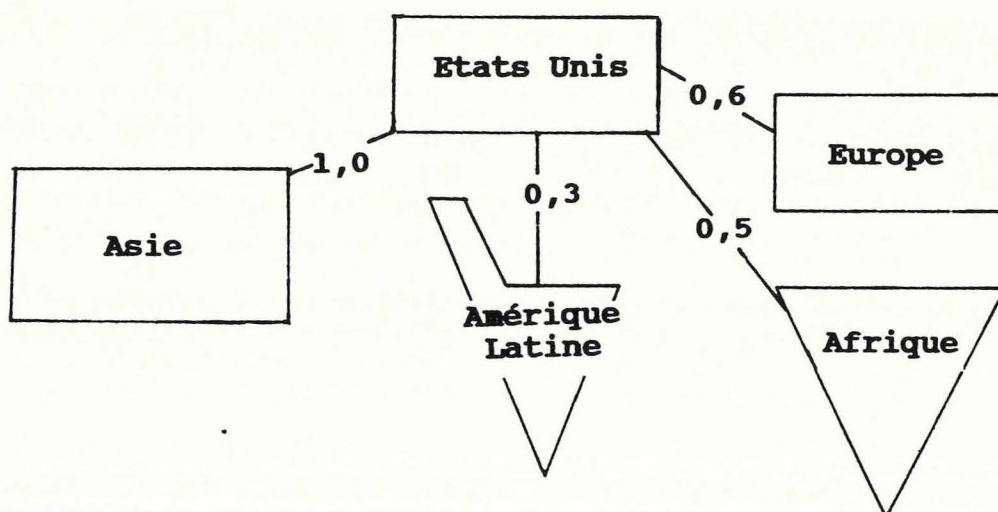 Etats Unis
0,6
Europe
1,0
0,3
0,5
Asie
Amérique
Latine
Afrique